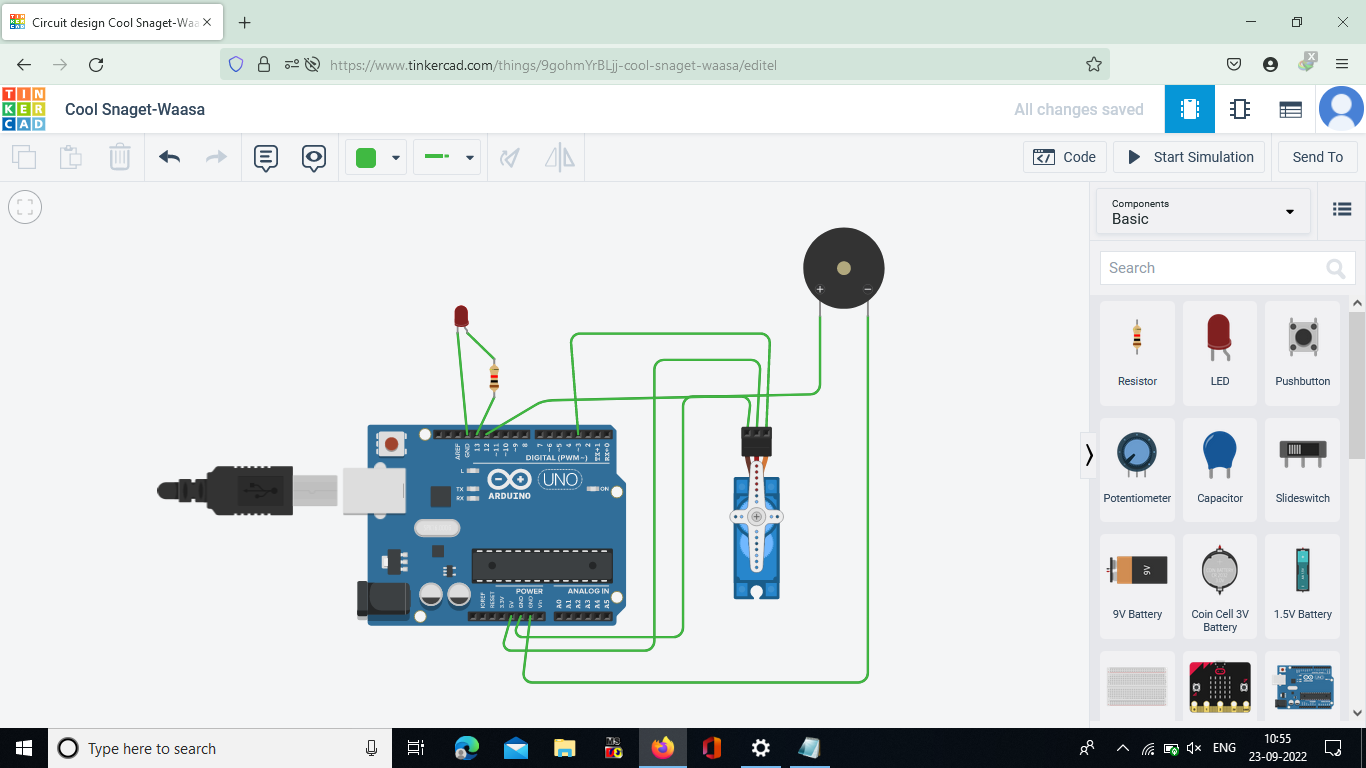 Circuit design Cool Snaget-Waa
https://www.tinkercad.com/things/9gohmYrBLjj-cool-snaget-waasa/editel
TIN
KER
CAD
Cool Snaget-Waasa
All changes saved
Code
Start Simulation
Send To
Components
Basic
Search
Resistor
LED
Pushbutton
Potentiometer
Capacitor
Slideswitch
9V
9V Battery
Coin Cell 3V
Battery
1.5V Battery
AREF
GND
13
12
~11
~10
~9
8
7
~6
~5
4
~3
2
TX→1
RX←0
DIGITAL (PWM~)
L
TX
RX
UNO
ARDUINO
ON
POWER
ANALOG IN
IOREF
RESET
3.3V
5V
GND
GND
Vin
A0
A1
A2
A3
A4
A5
Type here to search
ENG
10:55
23-09-2022